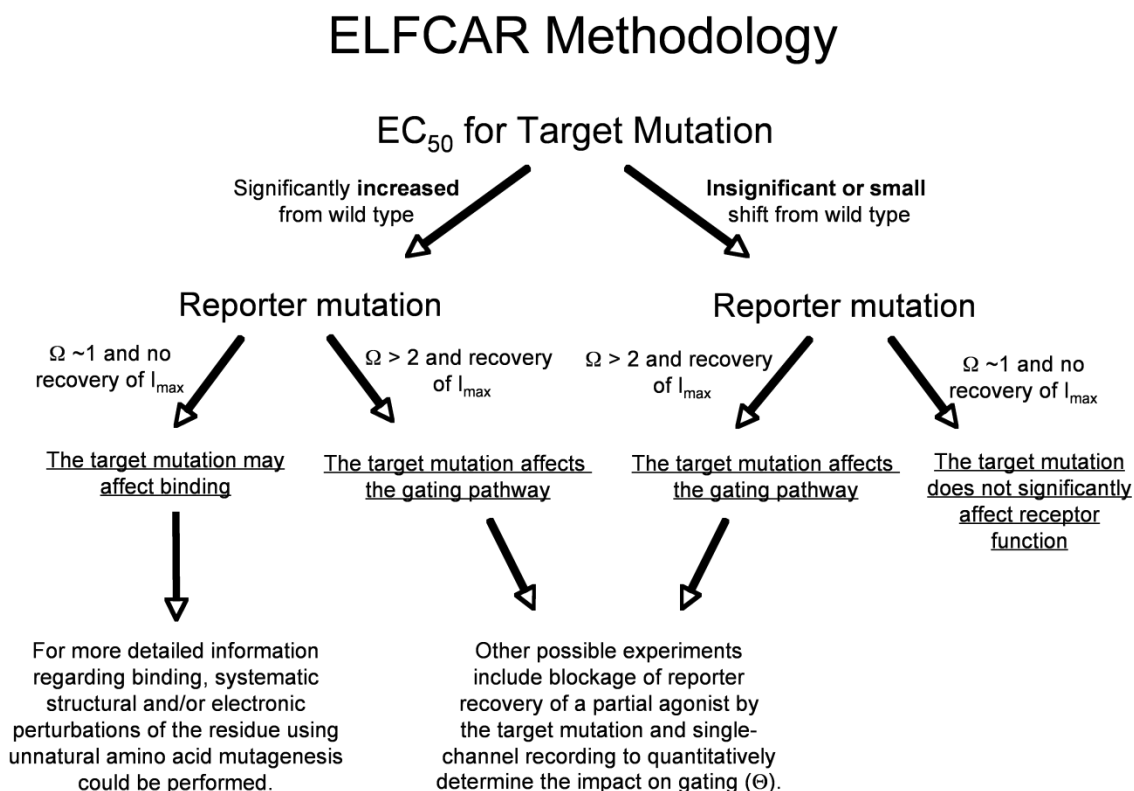 ELFCAR Methodology
EC50 for Target Mutation
Significantly increased
from wild type
Insignificant or small
shift from wild type
Reporter mutation
Reporter mutation
Ω ~1 and no
recovery of Imax
Ω > 2 and recovery
of Imax
Ω > 2 and recovery
of Imax
Ω ~1 and no
recovery of Imax
The target mutation may
affect binding
The target mutation affects
the gating pathway
The target mutation affects
the gating pathway
The target mutation
does not significantly
affect receptor
function
For more detailed information
regarding binding, systematic
structural and/or electronic
perturbations of the residue using
unnatural amino acid mutagenesis
could be performed.
Other possible experiments
include blockage of reporter
recovery of a partial agonist by
the target mutation and single-
channel recording to quantitatively
determine the impact on gating (Θ).